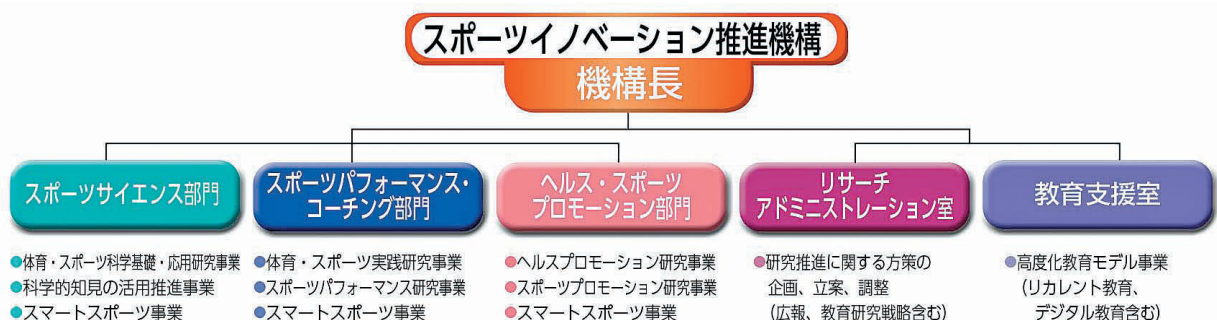 スポーツイノベーション推進機構
機構長
スポーツサイエンス部門
●体育・スポーツ科学基礎・応用研究事業
●科学的知見の活用推進事業
●スマートスポーツ事業
スポーツパフォーマンス・
コーチング部門
●体育・スポーツ実践研究事業
●スポーツパフォーマンス研究事業
●スマートスポーツ事業
ヘルス・スポーツ
プロモーション部門
●ヘルスプロモーション研究事業
●スポーツプロモーション研究事業
●スマートスポーツ事業
リサーチ
アドミニストレーション室
●研究推進に関する方策の
企画、立案、調整
(広報、教育研究戦略含む)
教育支援室
●高度化教育モデル事業
(リカレント教育、
デジタル教育含む)